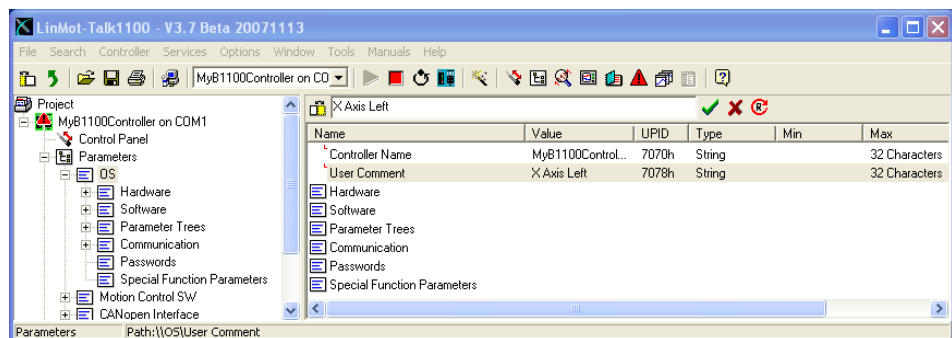 LinMot-Talk1100 - V3.7 Beta 20071113
File Search Controller Services Options Window Tools Manuals Help
MyB1100Controller on CO
Project
MyB1100Controller on COM1
Control Panel
Parameters
OS
Hardware
Software
Parameter Trees
Communication
Passwords
Special Function Parameters
Motion Control SW
CANopen Interface
X Axis Left
Name Value UPID Type Min Max
Controller Name MyB1100Control... 7070h String 32 Characters
User Comment X Axis Left 7078h String 32 Characters
Hardware
Software
Parameter Trees
Communication
Passwords
Special Function Parameters
Parameters Path:\\OS\User Comment